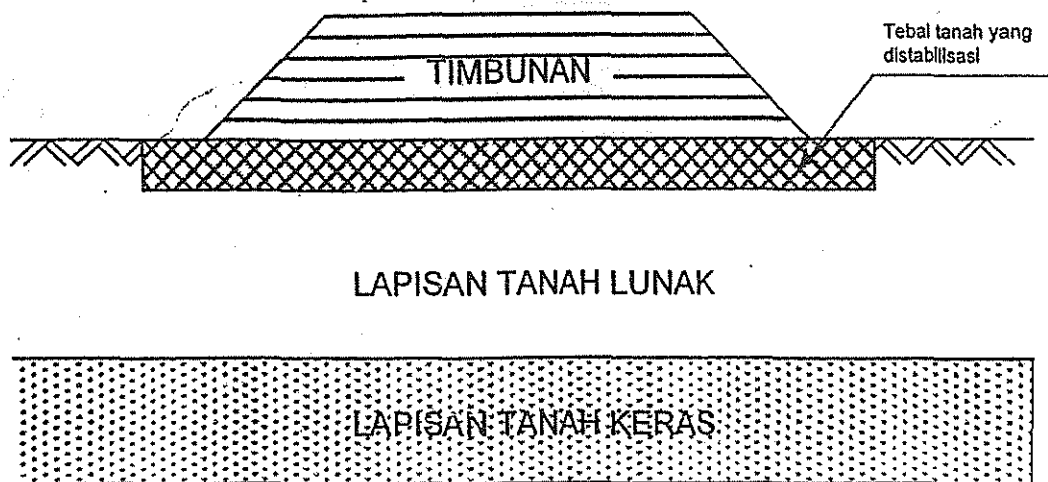 Tebal tanah yang
distabilisasi
TIMBUNAN
LAPISAN TANAH LUNAK
LAPISAN TANAH KERAS